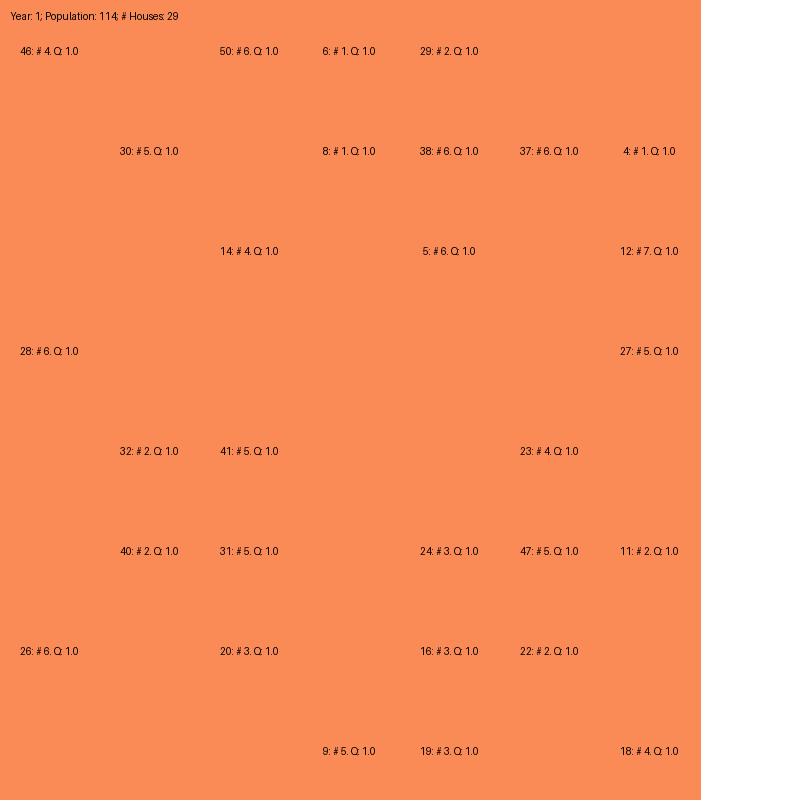 Year: 1; Population: 114; # Houses: 29
46: # 4. Q: 1.0 50: # 6. Q: 1.0 6: # 1. Q: 1.0 29: # 2. Q: 1.0
30: # 5. Q: 1.0 8: # 1. Q: 1.0 38: # 6. Q: 1.0 37: # 6. Q: 1.0 4: # 1. Q: 1.0
14: # 4. Q: 1.0 5: # 6. Q: 1.0 12: # 7. Q: 1.0
28: # 6. Q: 1.0 27: # 5. Q: 1.0
32: # 2. Q: 1.0 41: # 5. Q: 1.0 23: # 4. Q: 1.0
40: # 2. Q: 1.0 31: # 5. Q: 1.0 24: # 3. Q: 1.0 47: # 5. Q: 1.0 11: # 2. Q: 1.0
26: # 6. Q: 1.0 20: # 3. Q: 1.0 16: # 3. Q: 1.0 22: # 2. Q: 1.0
9: # 5. Q: 1.0 19: # 3. Q: 1.0 18: # 4. Q: 1.0